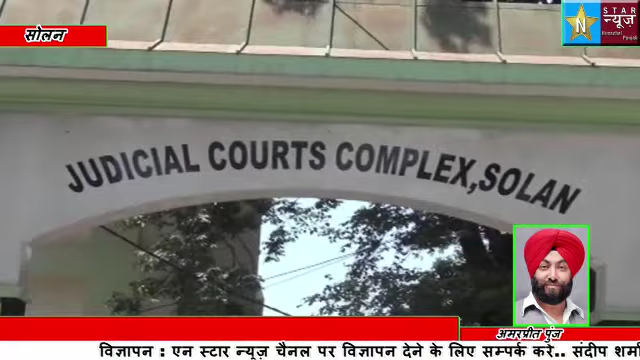 सोलन
STAR
न्यूज़
Himachal
Punjab
N
JUDICIAL COURTS COMPLEX,SOLAN
अमरप्रीत पुंज
विज्ञापन : एन स्टार न्यूज़ चैनल पर विज्ञापन देने के लिए सम्पर्क करे.. संदीप शर्मा